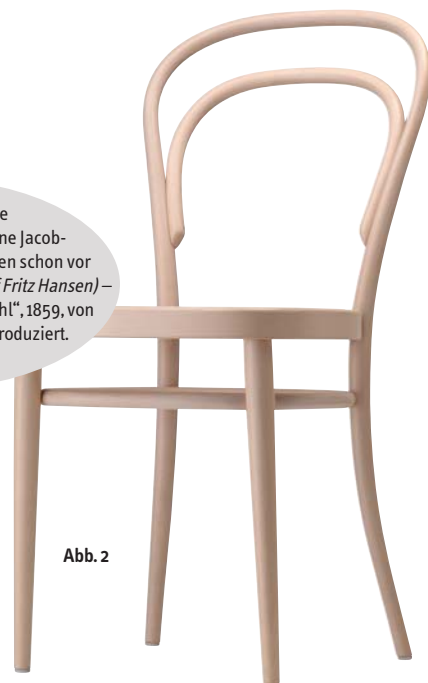 e
ne Jacob-
en schon vor
f Fritz Hansen) –
hl“, 1859, von
roduziert.
Abb. 2